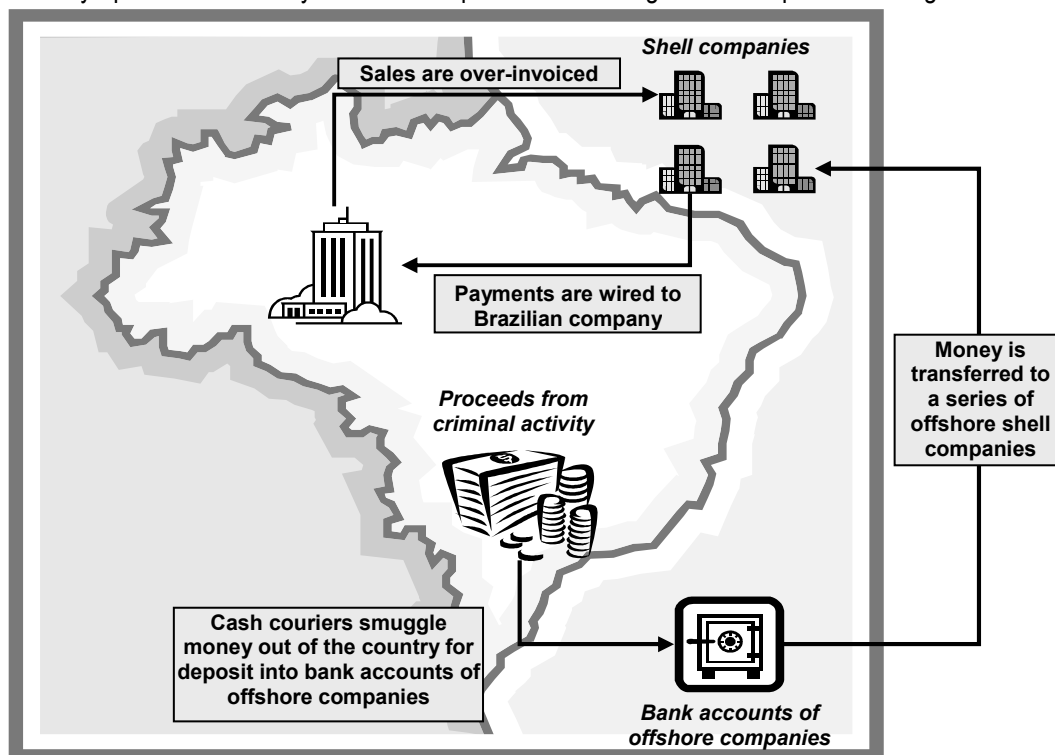 Shell companies
Sales are over-invoiced
Payments are wired to
Brazilian company
Money is
transferred to
a series of
offshore shell
companies
Proceeds from
criminal activity
Cash couriers smuggle
money out of the country for
deposit into bank accounts of
offshore companies
Bank accounts of
offshore companies